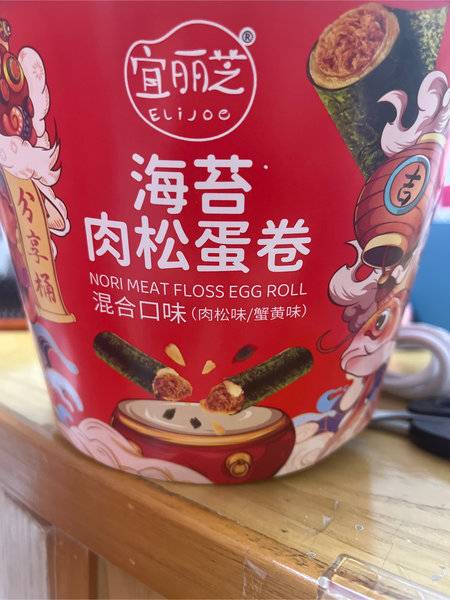 宜丽芝®
ELiJOE
海苔
肉松蛋卷
NORI MEAT FLOSS EGG ROLL
混合口味(肉松味/蟹黄味)
分享桶
吉